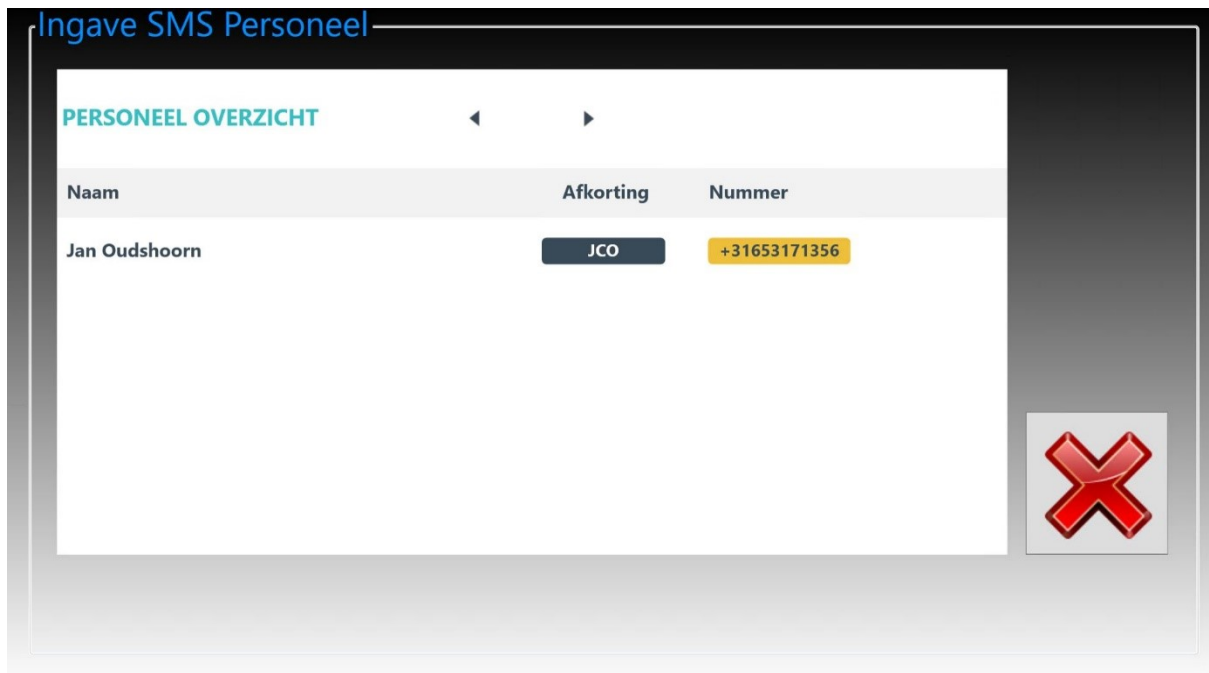 Ingave SMS Personeel
PERSONEEL OVERZICHT
Naam Afkorting Nummer
Jan Oudshoorn JCO +31653171356